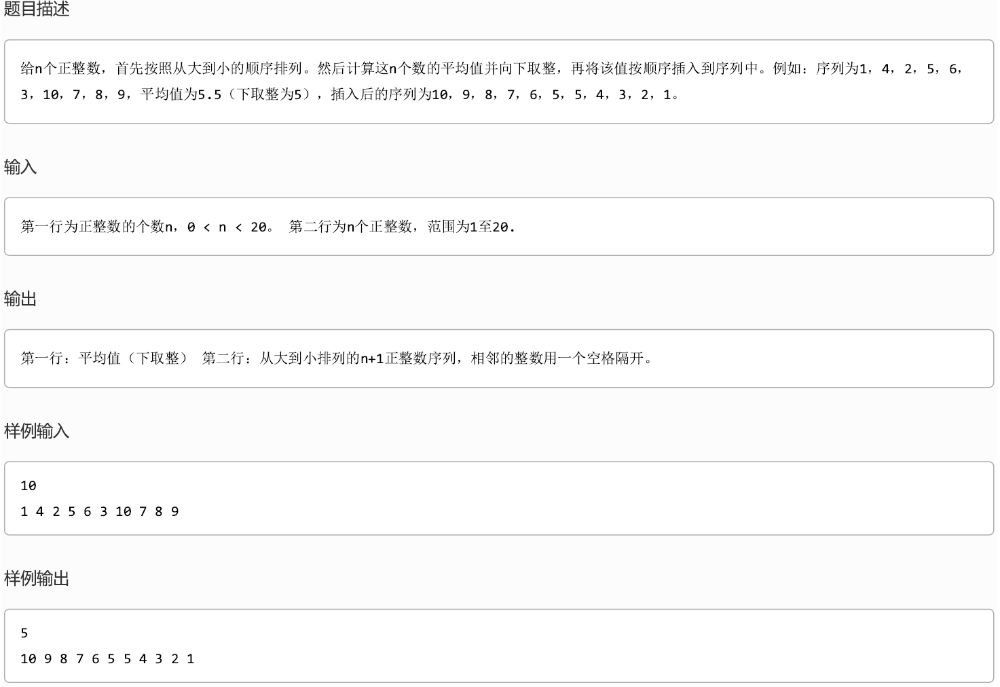 题目描述
给n个正整数，首先按照从大到小的顺序排列。然后计算这n个数的平均值并向下取整，再将该值按顺序插入到序列中。例如：序列为1，4，2，5，6，
3，10，7，8，9，平均值为5.5（下取整为5），插入后的序列为10，9，8，7，6，5，5，4，3，2，1。
输入
第一行为正整数的个数n，0 < n < 20。 第二行为n个正整数，范围为1至20.
输出
第一行：平均值（下取整） 第二行：从大到小排列的n+1正整数序列，相邻的整数用一个空格隔开。
样例输入
10
1 4 2 5 6 3 10 7 8 9
样例输出
5
10 9 8 7 6 5 5 4 3 2 1